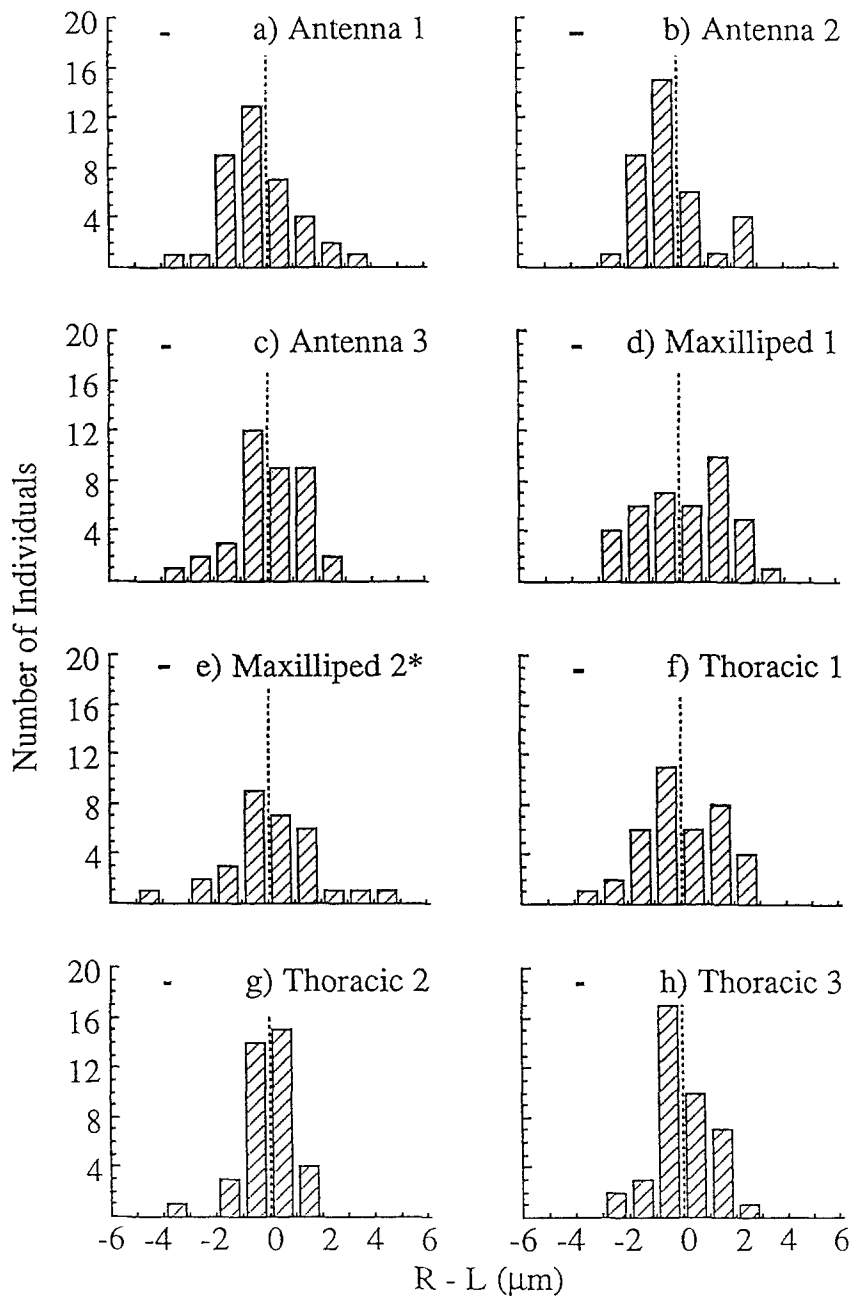 a) Antenna 1
20
16
12
8
4
b) Antenna 2
c) Antenna 3
20
16
12
8
4
d) Maxilliped 1
e) Maxilliped 2*
20
16
12
8
4
f) Thoracic 1
g) Thoracic 2
20
16
12
8
4
-6 -4 -2 0 2 4 6
h) Thoracic 3
-6 -4 -2 0 2 4 6
Number of Individuals
R - L (μm)